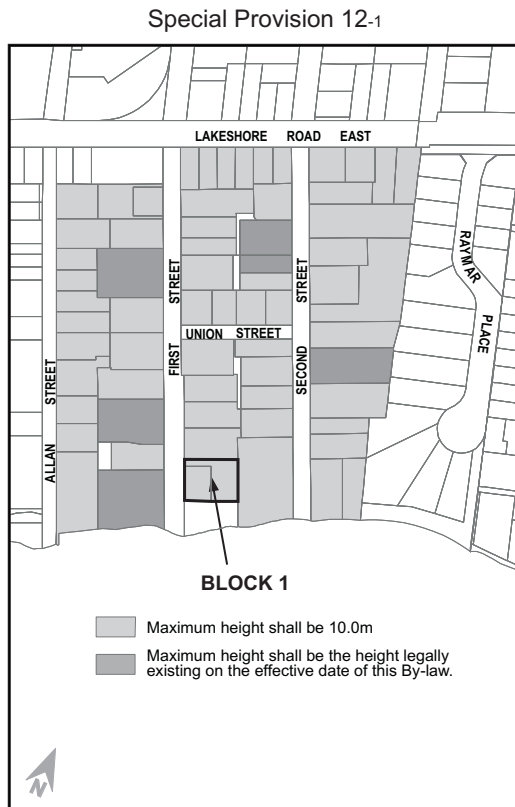 Special Provision 12-1
LAKESHORE ROAD EAST
ALLAN STREET
FIRST STREET
UNION STREET
SECOND STREET
RAYMAR PLACE
BLOCK 1
Maximum height shall be 10.0m
Maximum height shall be the height legally
existing on the effective date of this By-law.
N